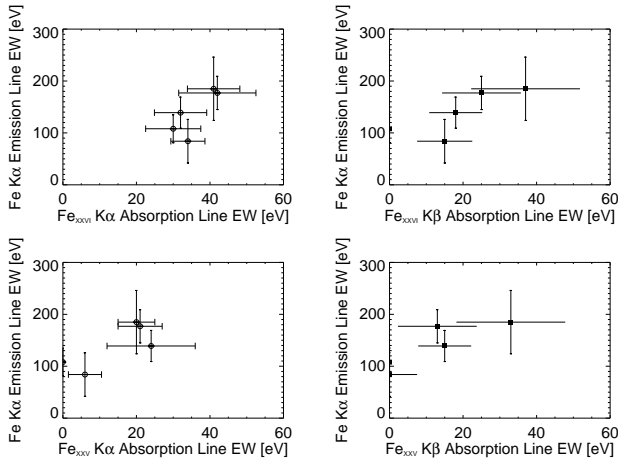 300
200
100
0
Fe Kα Emission Line EW [eV]
0 20 40 60
Fe XXVI Kα Absorption Line EW [eV]
300
200
100
0
Fe Kα Emission Line EW [eV]
0 20 40 60
Fe XXVI Kβ Absorption Line EW [eV]
300
200
100
0
Fe Kα Emission Line EW [eV]
0 20 40 60
Fe XXV Kα Absorption Line EW [eV]
300
200
100
0
Fe Kα Emission Line EW [eV]
0 20 40 60
Fe XXV Kβ Absorption Line EW [eV]